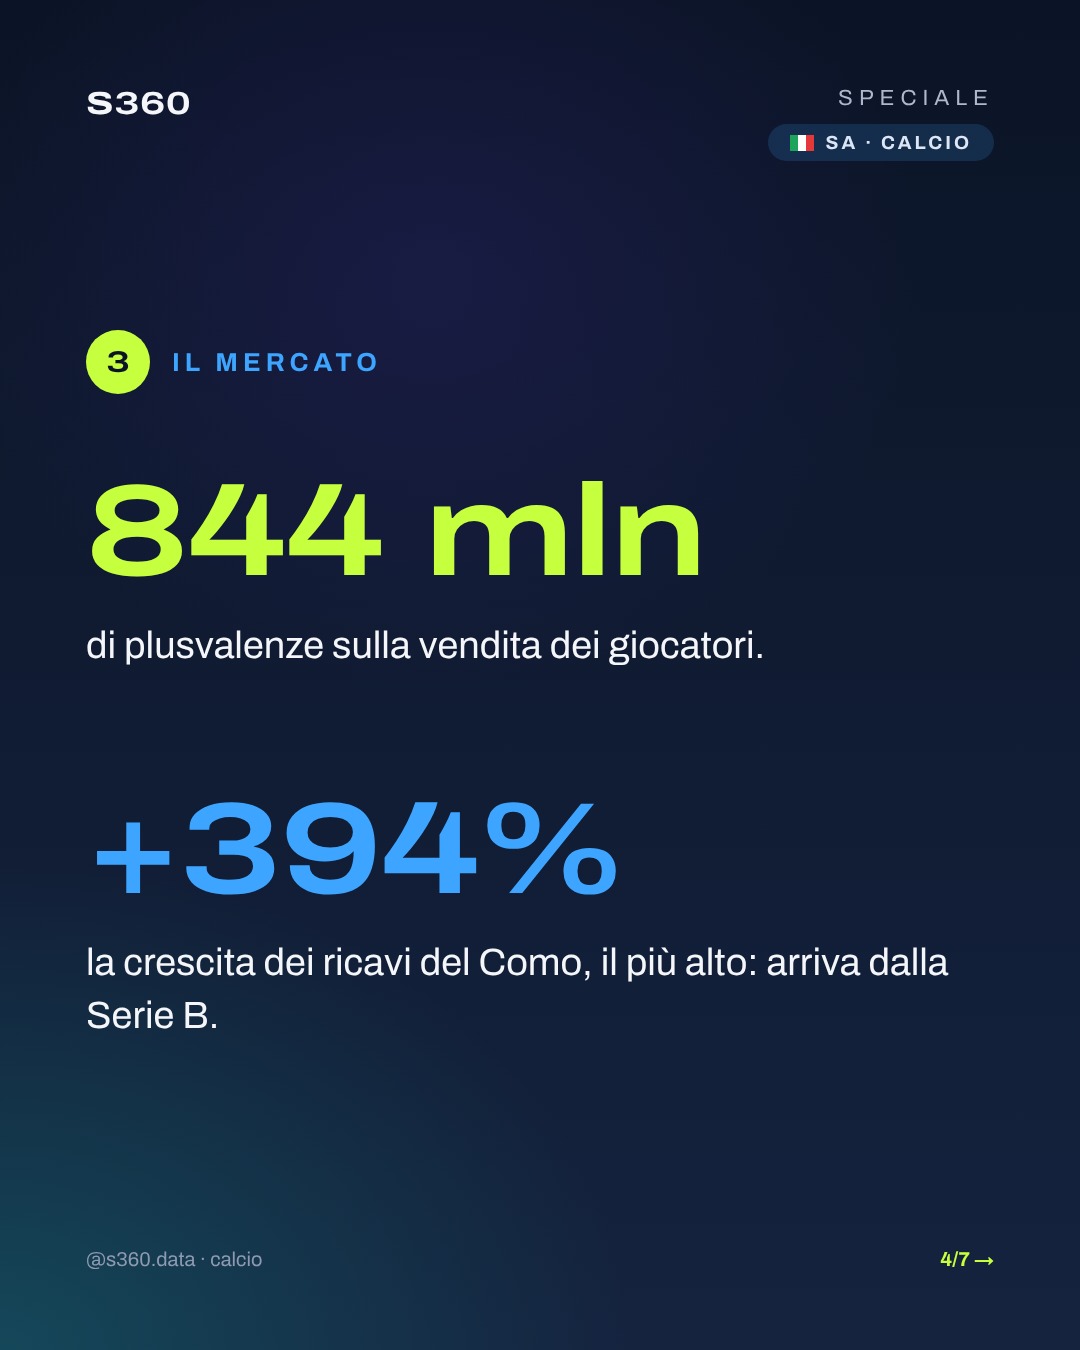 S360
SPECIALE
SA · CALCIO
3
IL MERCATO
844 mln
di plusvalenze sulla vendita dei giocatori.
+394%
la crescita dei ricavi del Como, il più alto: arriva dalla
Serie B.
@s360.data · calcio
4/7 →